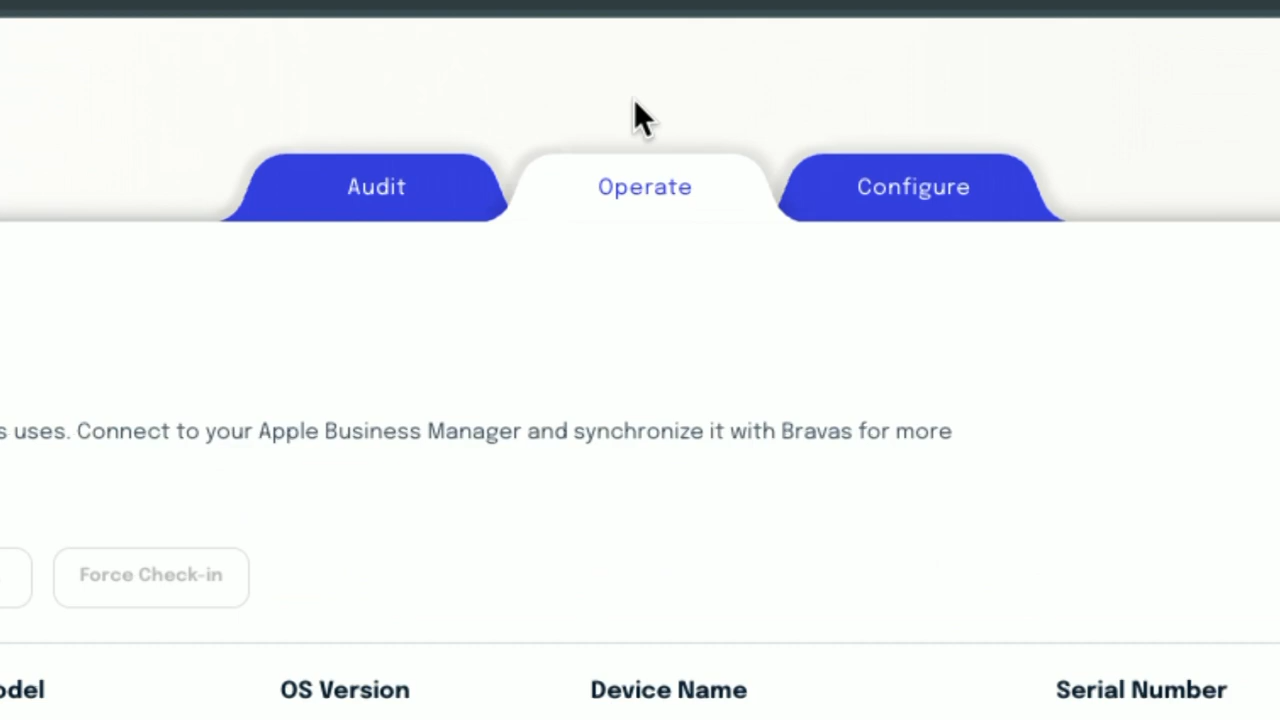 Audit Operate Configure
s uses. Connect to your Apple Business Manager and synchronize it with Bravas for more
Force Check-in
odel OS Version Device Name Serial Number